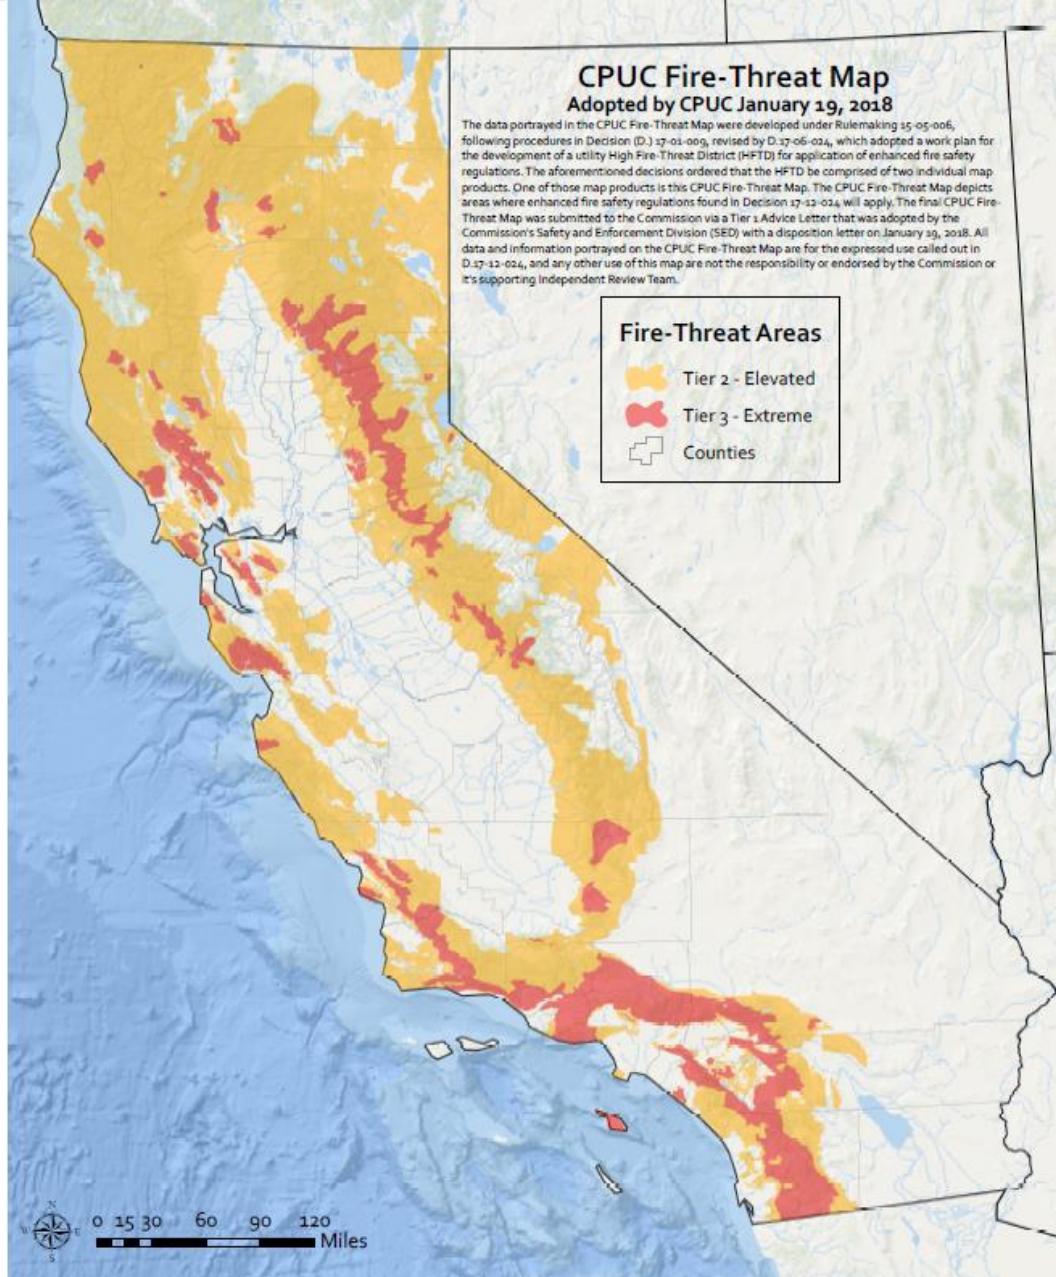 CPUC Fire-Threat Map
Adopted by CPUC January 19, 2018
The data portrayed in the CPUC Fire-Threat Map were developed under Rulemaking 15-05-006,
following procedures in Decision (D.) 17-01-009, revised by D.17-06-024, which adopted a work plan for
the development of a utility High Fire-Threat District (HFTD) for application of enhanced fire safety
regulations. The aforementioned decisions ordered that the HFTD be comprised of two individual map
products. One of those map products is this CPUC Fire-Threat Map. The CPUC Fire-Threat Map depicts
areas where enhanced fire safety regulations found in Decision 17-12-024 will apply. The final CPUC Fire-
Threat Map was submitted to the Commission via a Tier 1 Advice Letter that was adopted by the
Commission's Safety and Enforcement Division (SED) with a disposition letter on January 19, 2018. All
data and information portrayed on the CPUC Fire-Threat Map are for the expressed use called out in
D.17-12-024, and any other use of this map are not the responsibility or endorsed by the Commission or
it's supporting Independent Review Team.
Fire-Threat Areas
Tier 2 - Elevated
Tier 3 - Extreme
Counties
N
W E
S
0 15 30 60 90 120
Miles